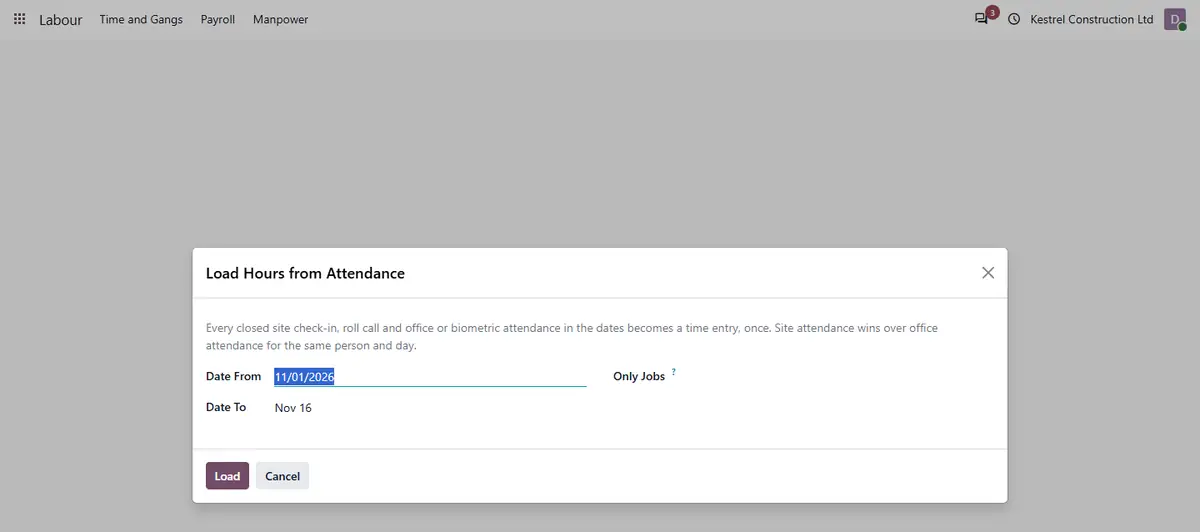 Labour Time and Gangs Payroll Manpower 3 Kestrel Construction Ltd D
Load Hours from Attendance
Every closed site check-in, roll call and office or biometric attendance in the dates becomes a time entry, once. Site attendance wins over office
attendance for the same person and day.
Date From 11/01/2026 Only Jobs ?
Date To Nov 16
Load Cancel